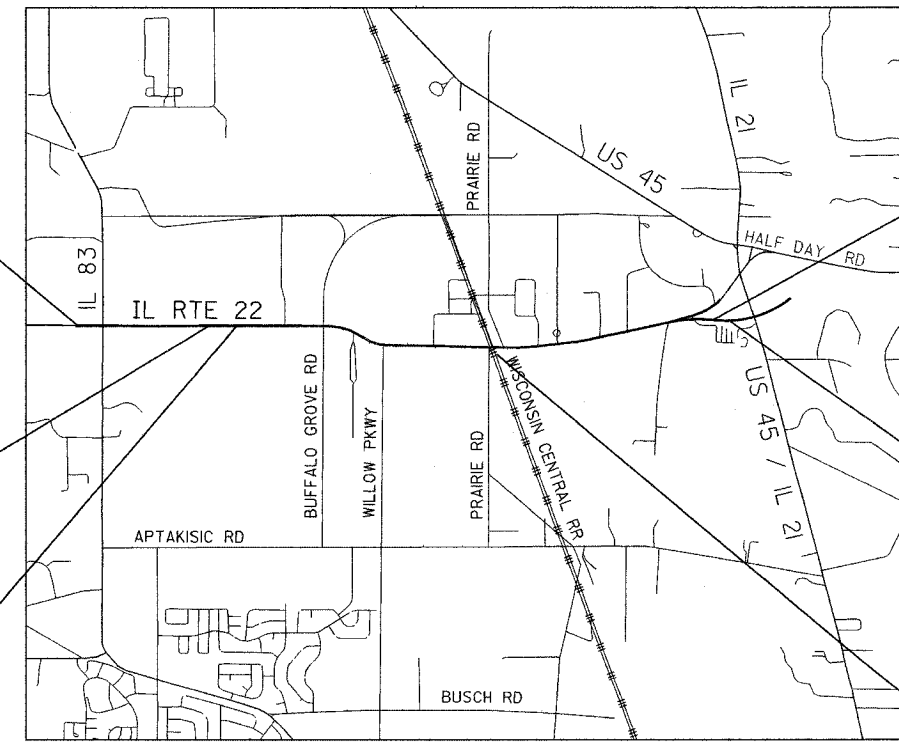 IL 21
PRAIRIE RD
US 45
HALF DAY RD
IL 83
IL RTE 22
BUFFALO GROVE RD
WILLOW PKWY
PRAIRIE RD
WISCONSIN CENTRAL RR
US 45 / IL 21
APTAKISIC RD
BUSCH RD